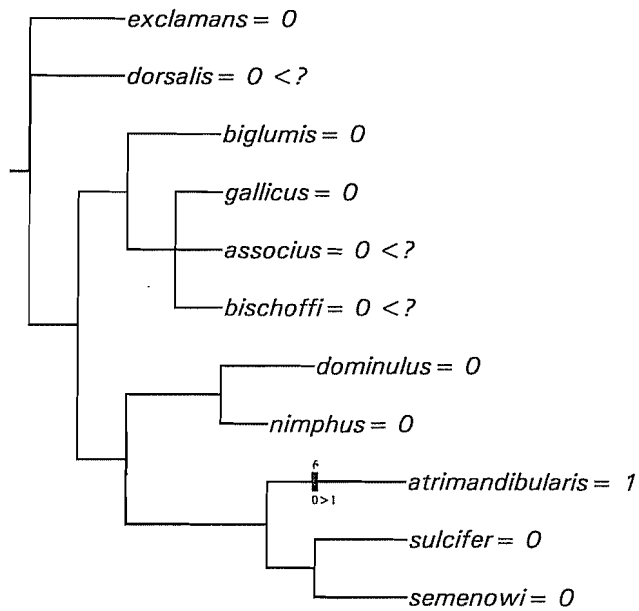 exclamans = 0
dorsalis = 0 <?
biglumis = 0
gallicus = 0
associus = 0 <?
bischoffi = 0 <?
dominulus = 0
nimphus = 0
6
atrimandibularis = 1
0>1
sulcifer = 0
semenowi = 0